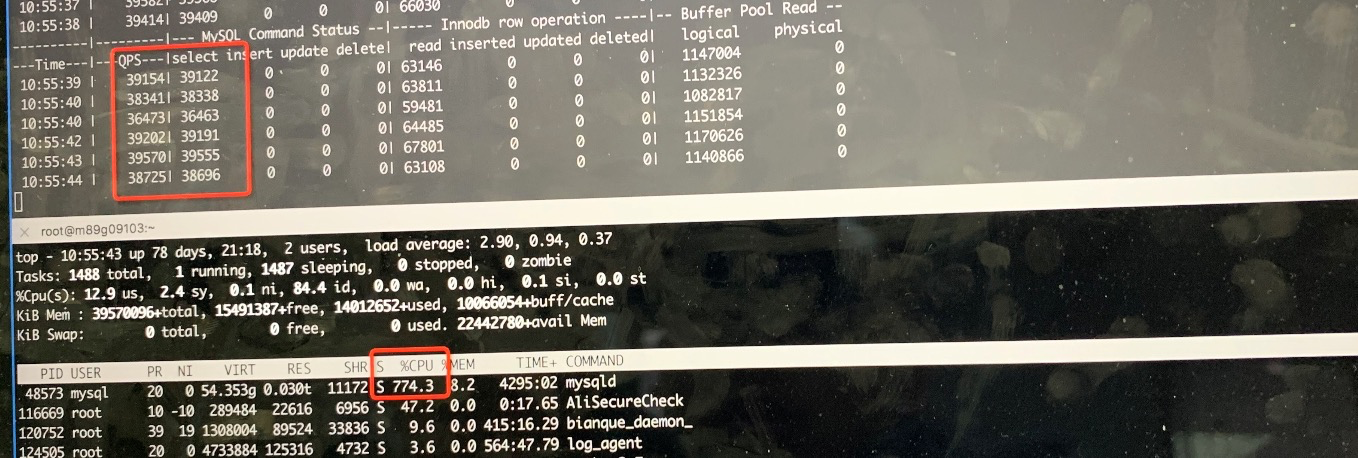 10:55:37 | 0 0 0| 66030
10:55:38 | 39414| 39409 0
----------|---------|--- MySQL Command Status --|----- Innodb row operation ----|-- Buffer Pool Read --
---Time---|---QPS---|select insert update delete| read inserted updated deleted| logical physical
10:55:39 | 39154| 39122 0 0 0| 63146 0 0 0| 1147004 0
10:55:40 | 38341| 38338 0 0 0| 63811 0 0 0| 1132326 0
10:55:40 | 36473| 36463 0 0 0| 59481 0 0 0| 1082817 0
10:55:42 | 39202| 39191 0 0 0| 64485 0 0 0| 1151854 0
10:55:43 | 39570| 39555 0 0 0| 67801 0 0 0| 1170626 0
10:55:44 | 38725| 38696 0 0 0| 63108 0 0 0| 1140866 0
root@m89g09103:~
top - 10:55:43 up 78 days, 21:18, 2 users, load average: 2.90, 0.94, 0.37
Tasks: 1488 total, 1 running, 1487 sleeping, 0 stopped, 0 zombie
%Cpu(s): 12.9 us, 2.4 sy, 0.1 ni, 84.4 id, 0.0 wa, 0.0 hi, 0.1 si, 0.0 st
KiB Mem : 39570096+total, 15491387+free, 14012652+used, 10066054+buff/cache
KiB Swap: 0 total, 0 free, 0 used. 22442780+avail Mem
PID USER PR NI VIRT RES SHR S %CPU %MEM TIME+ COMMAND
48573 mysql 20 0 54.353g 0.030t 11172 S 774.3 8.2 4295:02 mysqld
116669 root 10 -10 289484 22616 6956 S 47.2 0.0 0:17.65 AliSecureCheck
120752 root 39 19 1308004 89524 33836 S 9.6 0.0 415:16.29 bianque_daemon_
124505 root 20 0 4733884 125316 4732 S 3.6 0.0 564:47.79 log_agent